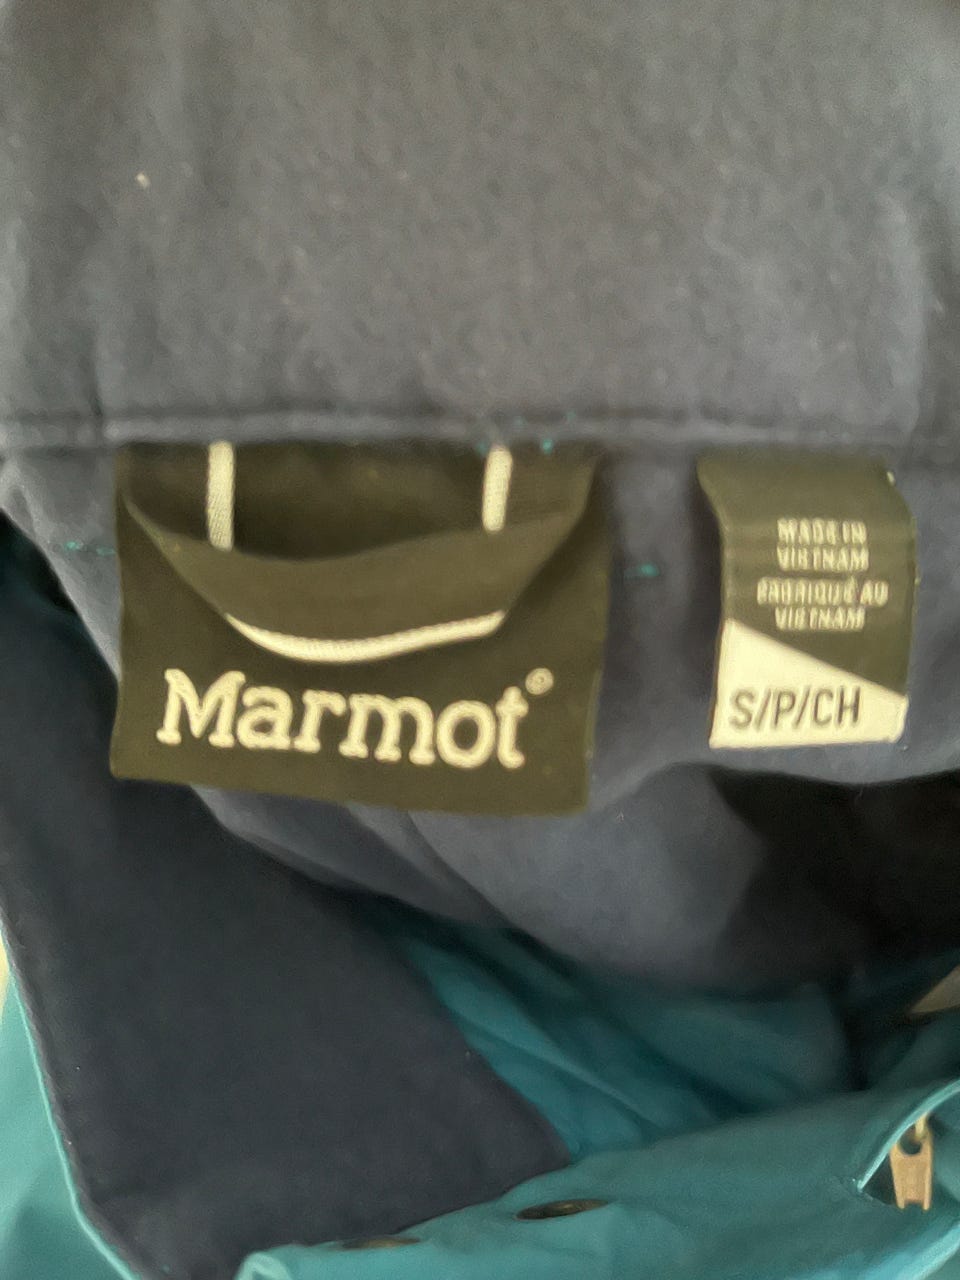 Marmot®
MADE IN
VIETNAM
FABRIQUÉ AU
VIETNAM
S/P/CH